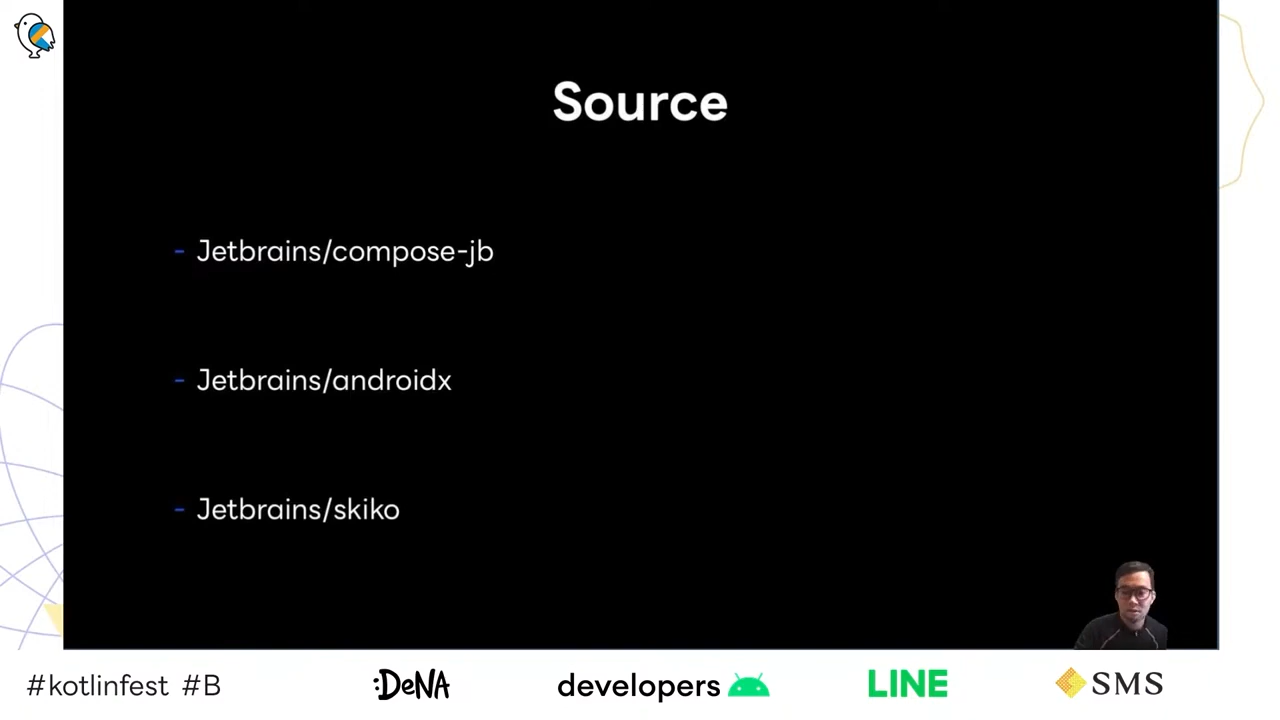 Source
- Jetbrains/compose-jb
- Jetbrains/androidx
- Jetbrains/skiko
#kotlinfest #B
:DeNA
developers
LINE
SMS